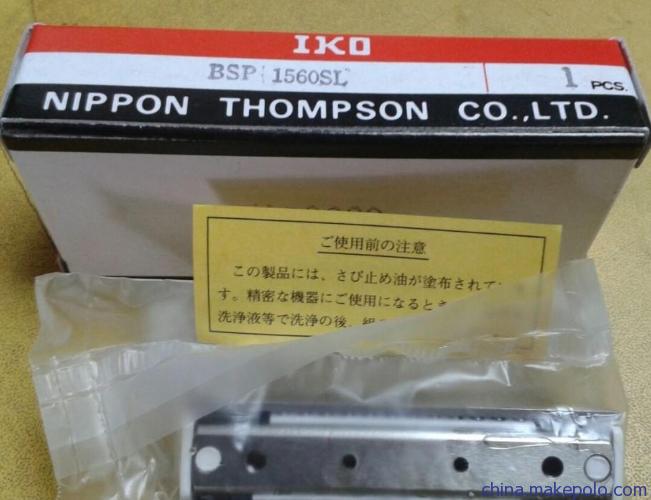 IKO
BSP 1560SL 1 PCS.
NIPPON THOMPSON CO.,LTD.
ご使用前の注意
この製品には、さび止め油が塗布されて
す。精密な機器にご使用になるとき
洗浄液等で洗浄の後、組
china.makepolo.com